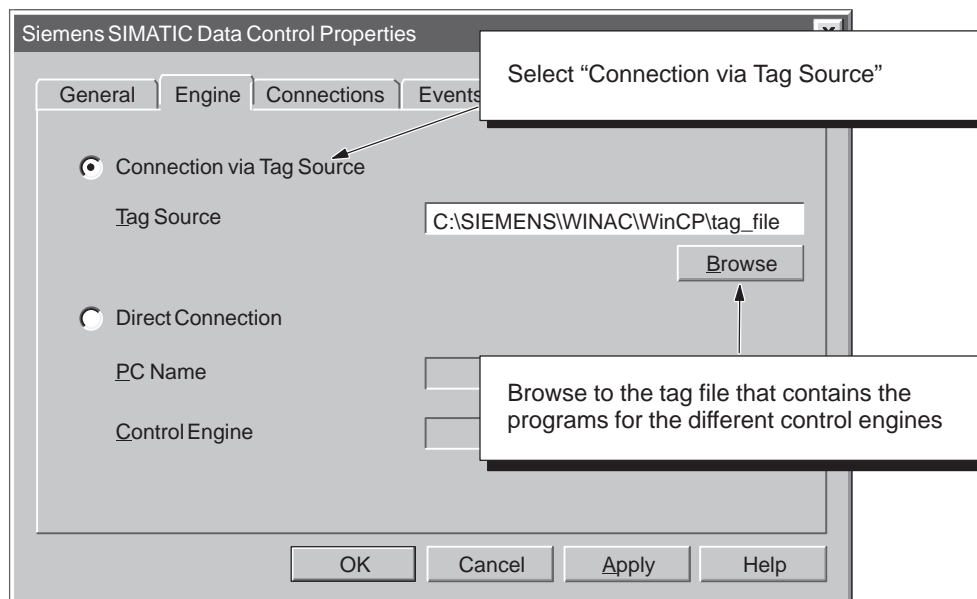 Siemens SIMATIC Data Control Properties
Select “Connection via Tag Source”
General Engine Connections Events
Connection via Tag Source
Tag Source C:\SIEMENS\WINAC\WinCP\tag_file
Browse
Direct Connection
PC Name
Browse to the tag file that contains the
programs for the different control engines
Control Engine
OK Cancel Apply Help